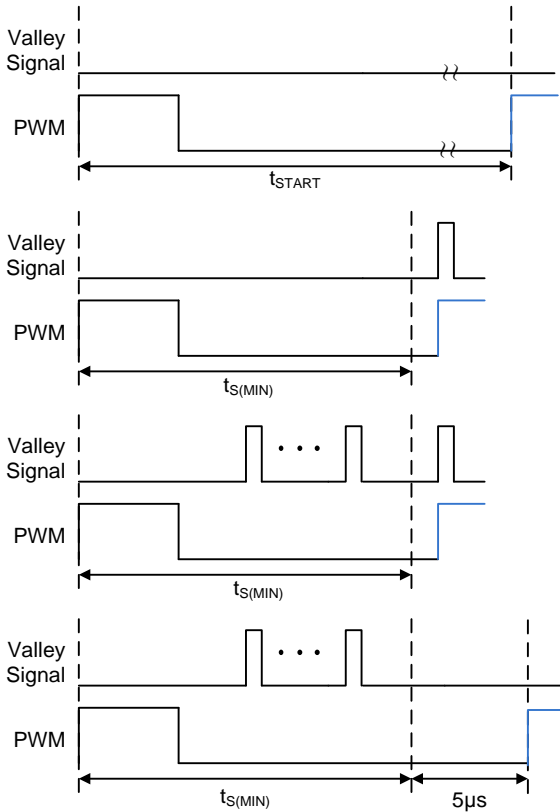 Valley
Signal
PWM
tSTART
Valley
Signal
PWM
tS(MIN)
Valley
Signal
PWM
tS(MIN)
Valley
Signal
PWM
tS(MIN)
5µs